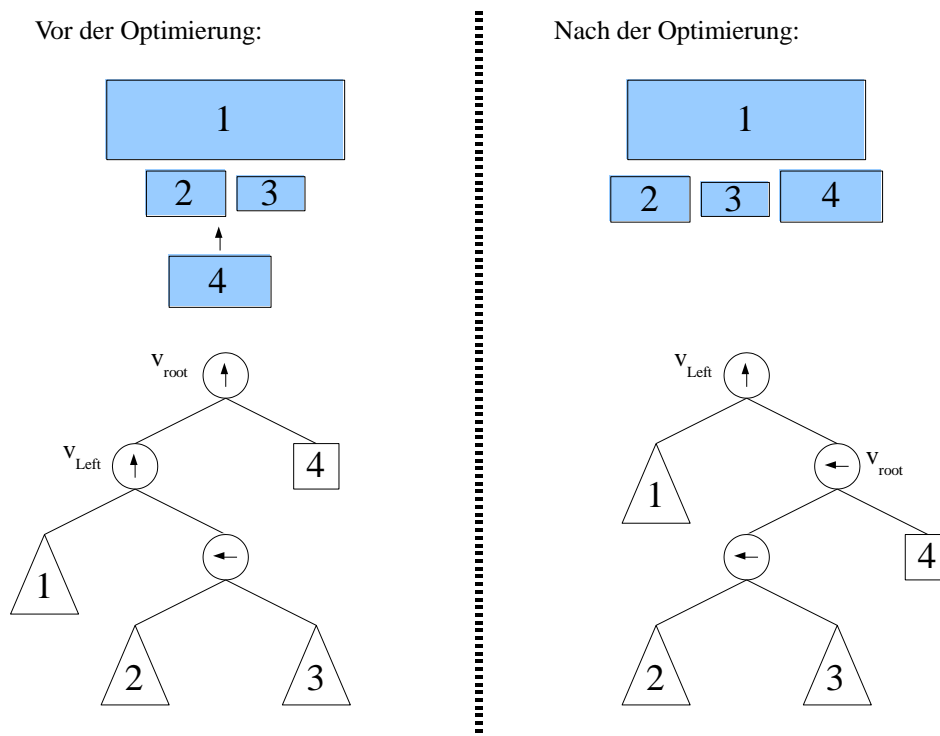 Vor der Optimierung:
1
2 3
4
v_root
v_Left
4
1
2 3
Nach der Optimierung:
1
2 3 4
v_Left
v_root
1
4
2 3